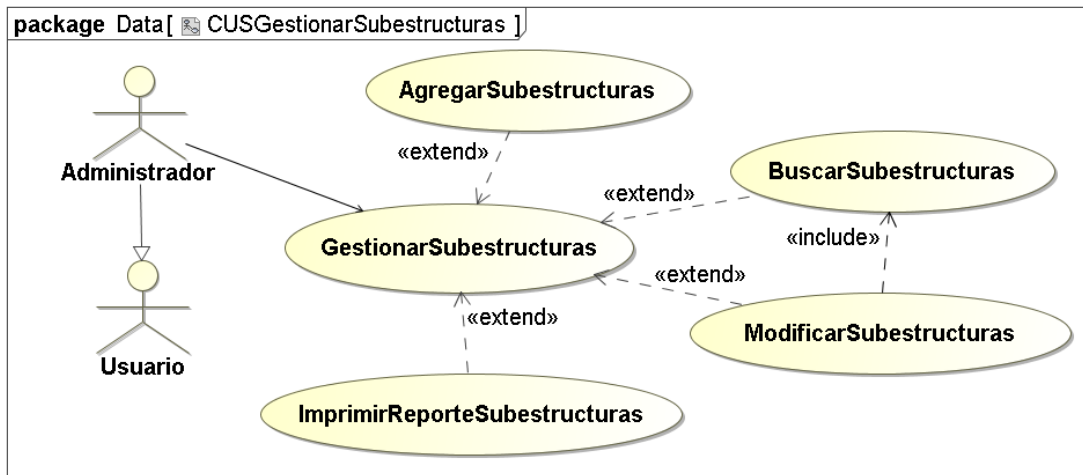 package Data[ CUSGestionarSubestructuras ]
AgregarSubestructuras
«extend»
Administrador
BuscarSubestructuras
«extend»
GestionarSubestructuras
«include»
«extend»
ModificarSubestructuras
«extend»
Usuario
ImprimirReporteSubestructuras